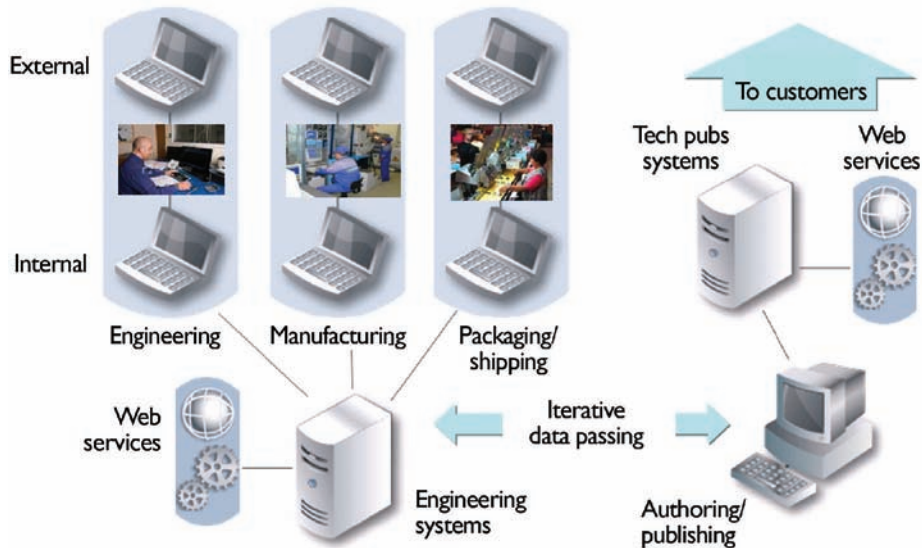 External
Internal
Engineering
Manufacturing
Packaging/
shipping
Web
services
Engineering
systems
Iterative
data passing
To customers
Tech pubs
systems
Web
services
Authoring/
publishing